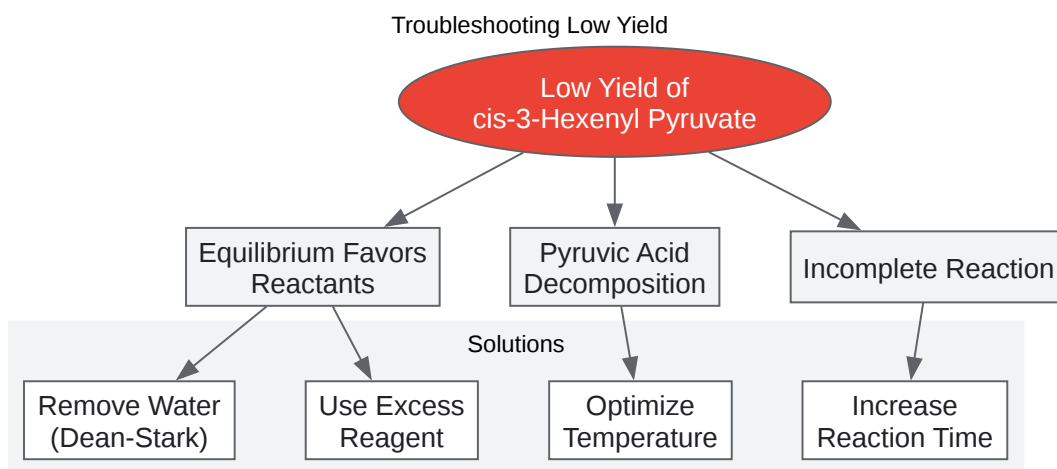 Troubleshooting Low Yield
Low Yield of
cis-3-Hexenyl Pyruvate
Equilibrium Favors
Reactants
Pyruvic Acid
Decomposition
Incomplete Reaction
Solutions
Remove Water
(Dean-Stark)
Use Excess
Reagent
Optimize
Temperature
Increase
Reaction Time